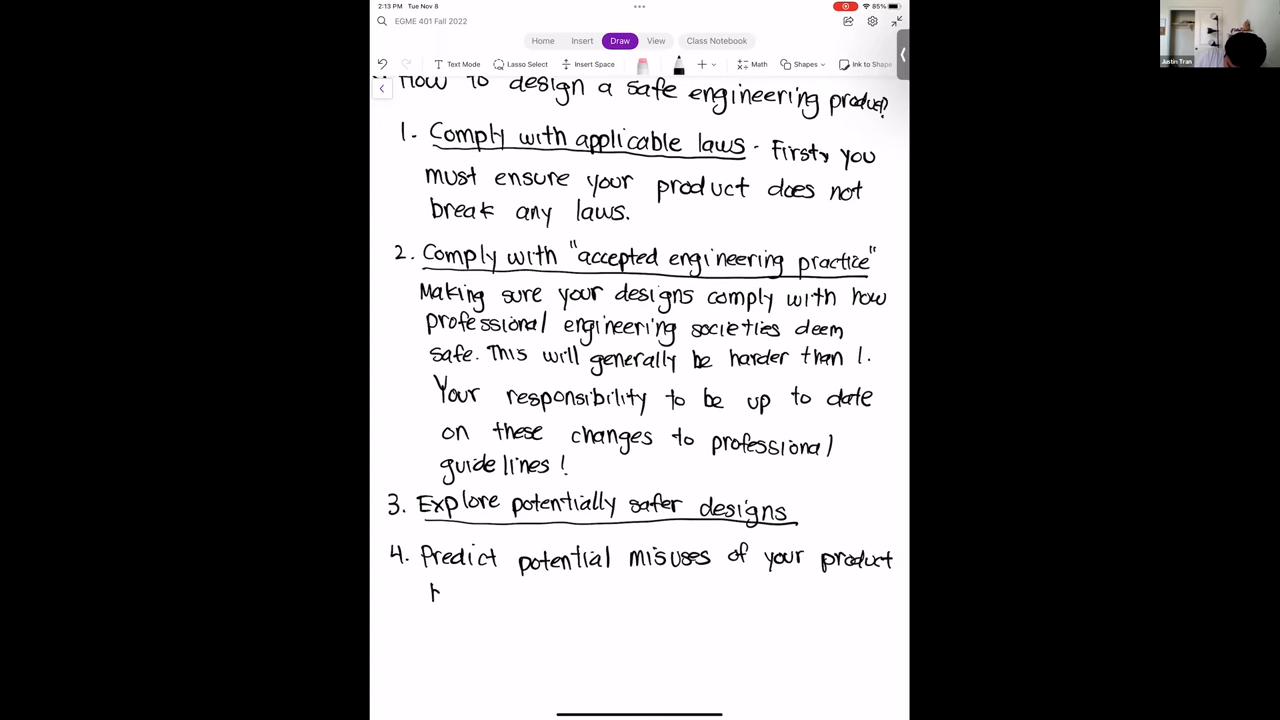 2:13 PM Tue Nov 8
85%
EGME 401 Fall 2022
Home Insert Draw View Class Notebook
Text Mode Lasso Select Insert Space Math Shapes Ink to Shape
How to design a safe engineering product?
1. Comply with applicable laws - Firstly you
must ensure your product does not
break any laws.
2. Comply with "accepted engineering practice"
Making sure your designs comply with how
professional engineering societies deem
safe. This will generally be harder than 1.
Your responsibility to be up to date
on these changes to professional
guidelines!
3. Explore potentially safer designs
4. Predict potential misuses of your product
Justin Tran